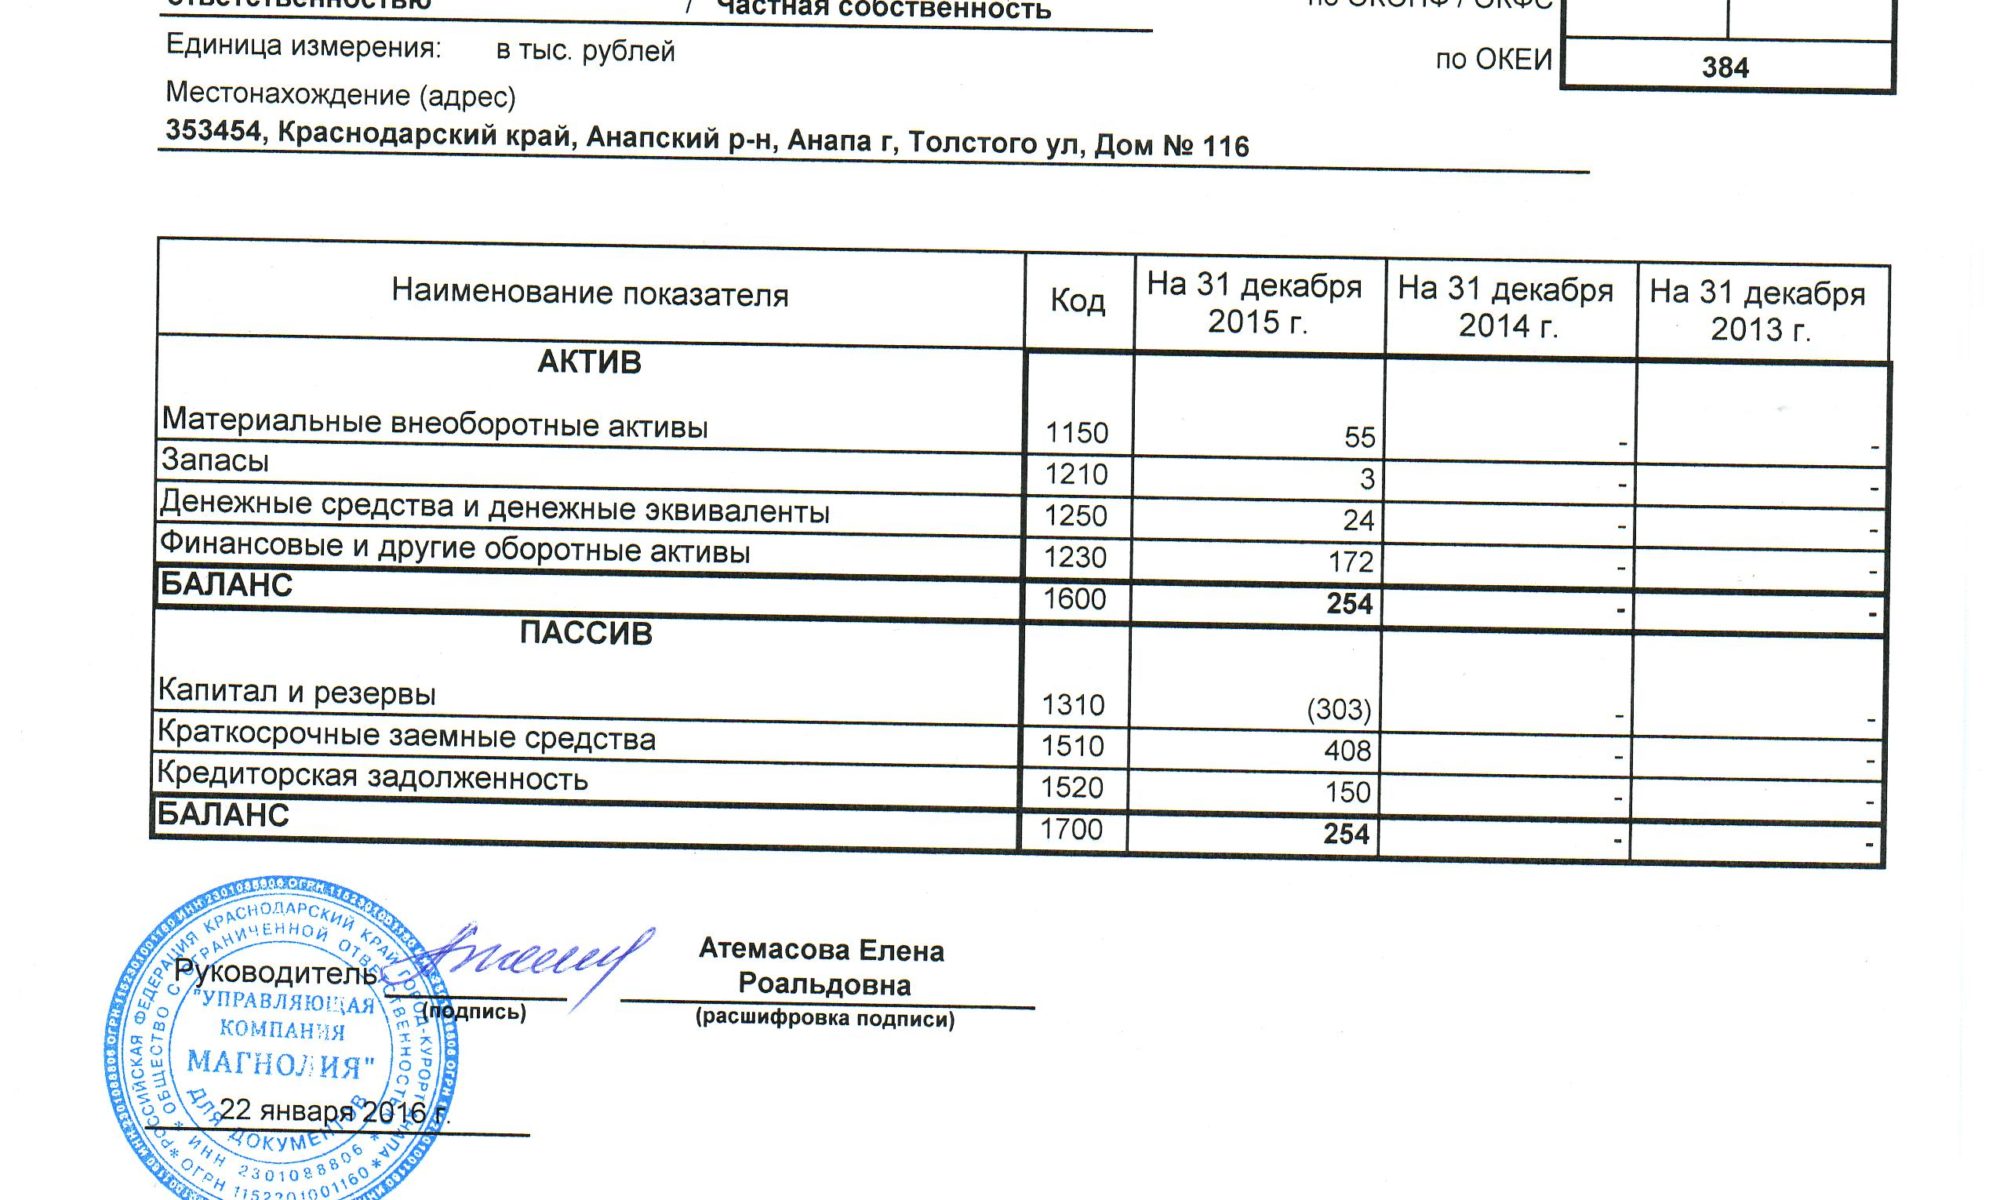 ответственностью / Частная собственность по ОКОПФ / ОКФС
Единица измерения: в тыс. рублей
по ОКЕИ 384
Местонахождение (адрес)
353454, Краснодарский край, Анапский р-н, Анапа г, Толстого ул, Дом № 116
Наименование показателя Код На 31 декабря 2015 г. На 31 декабря 2014 г. На 31 декабря 2013 г.
АКТИВ
Материальные внеоборотные активы 1150 55 - -
Запасы 1210 3 - -
Денежные средства и денежные эквиваленты 1250 24 - -
Финансовые и другие оборотные активы 1230 172 - -
БАЛАНС 1600 254 - -
ПАССИВ
Капитал и резервы 1310 (303) - -
Краткосрочные заемные средства 1510 408 - -
Кредиторская задолженность 1520 150 - -
БАЛАНС 1700 254 - -
Руководитель
(подпись)
Атемасова Елена
Роальдовна
(расшифровка подписи)
22 января 2016 г.
РОССИЙСКАЯ ФЕДЕРАЦИЯ КРАСНОДАРСКИЙ КРАЙ ГОРОД-КУРОРТ АНАПА
ОБЩЕСТВО С ОГРАНИЧЕННОЙ ОТВЕТСТВЕННОСТЬЮ
"УПРАВЛЯЮЩАЯ
КОМПАНИЯ
МАГНОЛИЯ"
ДЛЯ ДОКУМЕНТОВ
* ИНН 2301088806 *
* ОГРН 1152301001160 *